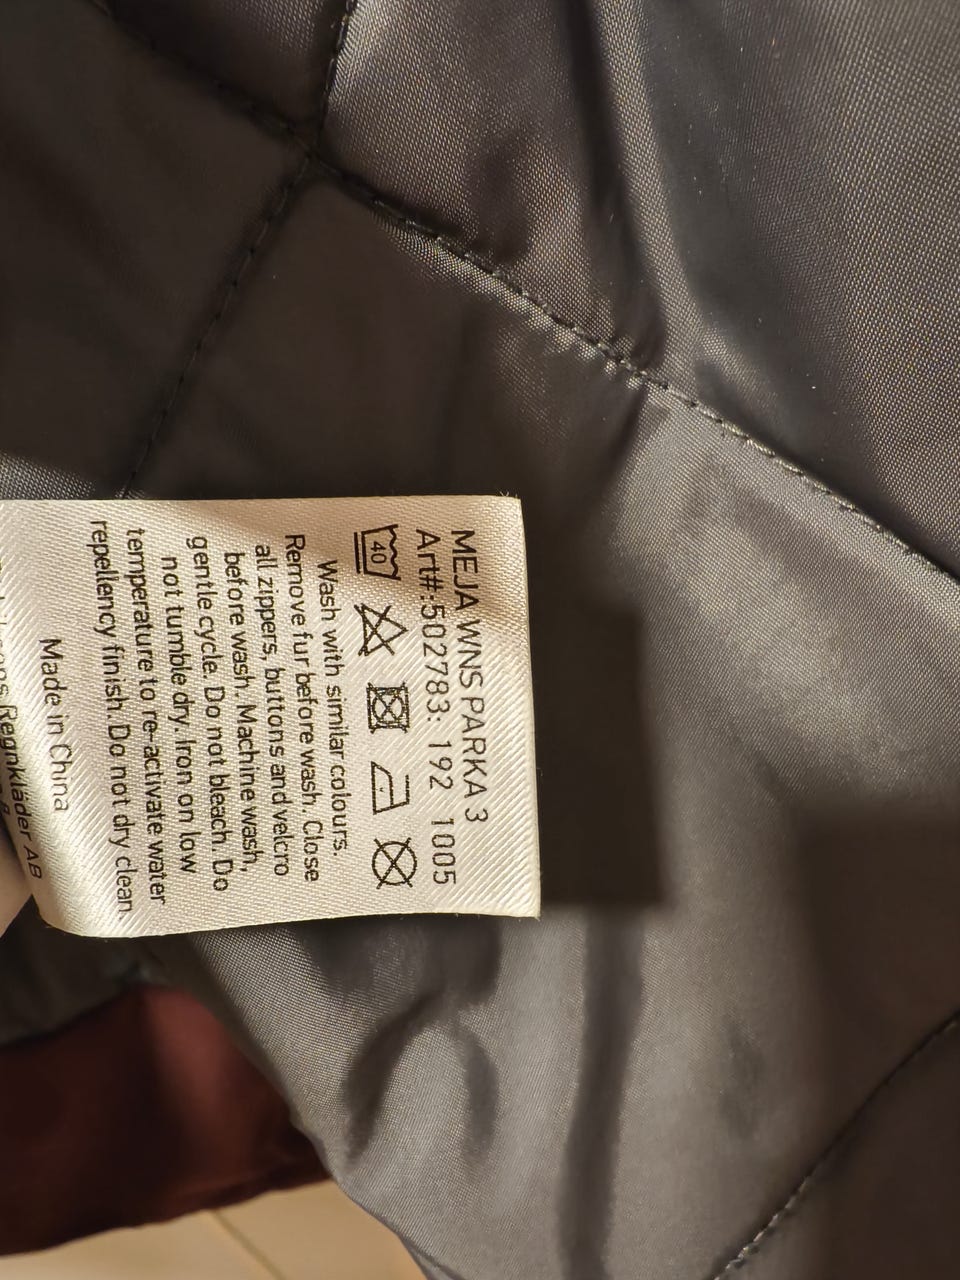 MEJA WNS PARKA 3
Art#:502783: 192 1005
40
Wash with similar colours.
Remove fur before wash. Close
all zippers, buttons and velcro
before wash. Machine wash,
gentle cycle. Do not bleach. Do
not tumble dry. Iron on low
temperature to re-activate water
repellency finish. Do not dry clean.
Made in China
Regnkläder AB